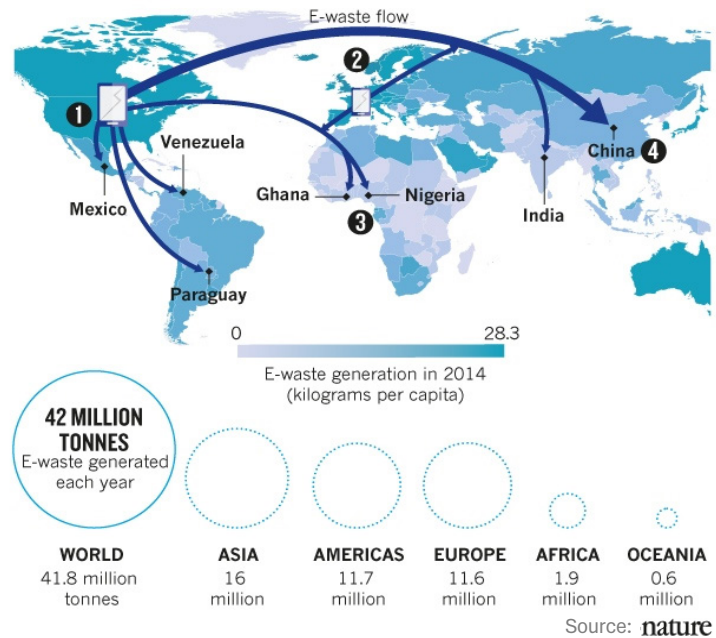 E-waste flow
1
2
Venezuela
Mexico
Ghana
Nigeria
3
China
4
India
Paraguay
0
28.3
E-waste generation in 2014
(kilograms per capita)
42 MILLION
TONNES
E-waste generated
each year
WORLD
41.8 million
tonnes
ASIA
16
million
AMERICAS
11.7
million
EUROPE
11.6
million
AFRICA
1.9
million
OCEANIA
0.6
million
Source: nature